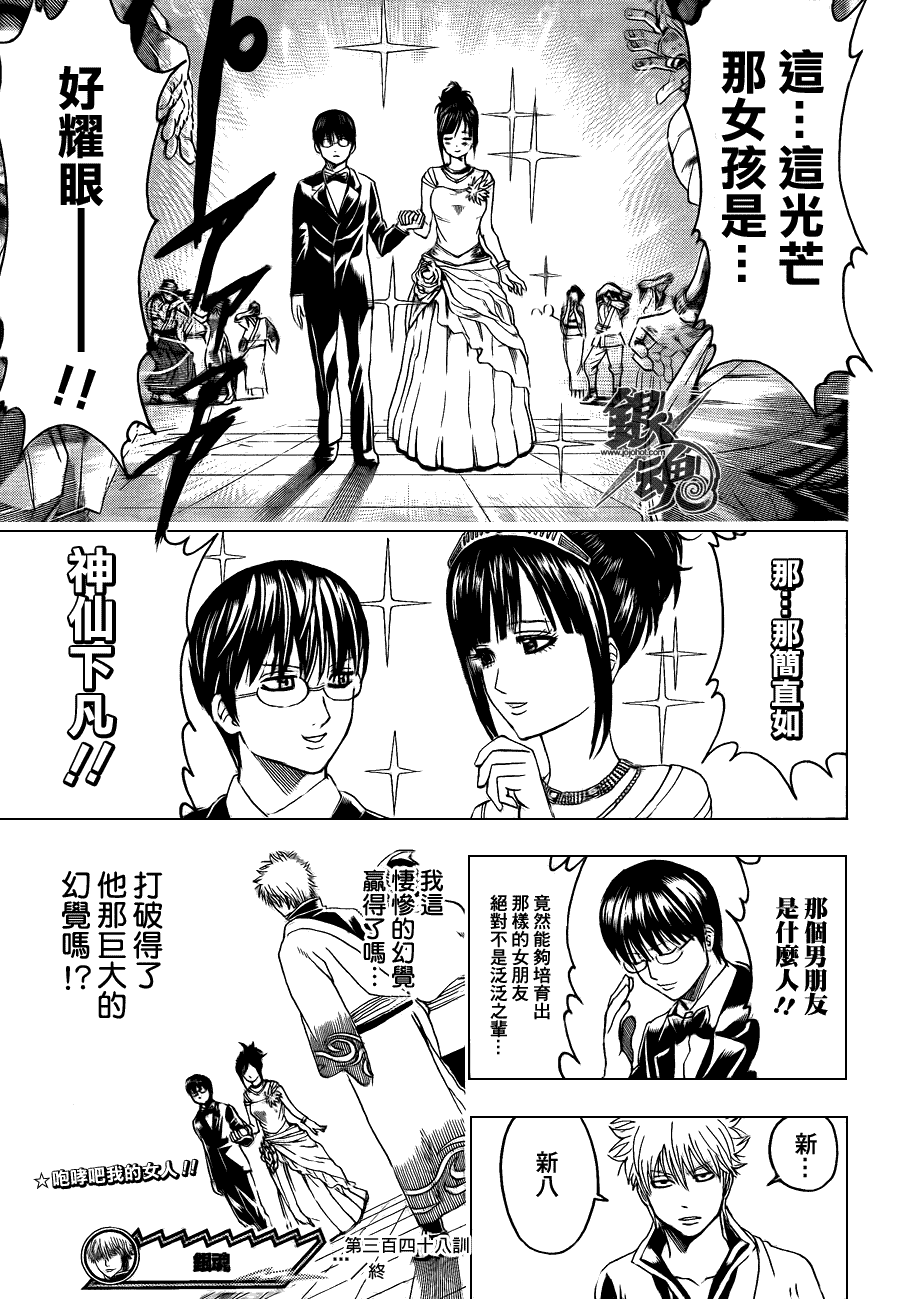 這…這光芒
那女孩是…
好耀眼——!!
銀魂
www.jojohot.com
那…那簡直如
神仙下凡!!
那個男朋友
是什麼人!!
竟然能夠培育出
那樣的女朋友
絕對不是泛泛之輩…
我這
悽慘的幻覺
贏得了嗎…
打破得了
他那巨大的
幻覺嗎!?
新…
新八
…
★咆哮吧我的女人!!
銀魂
第三百四十八訓
終